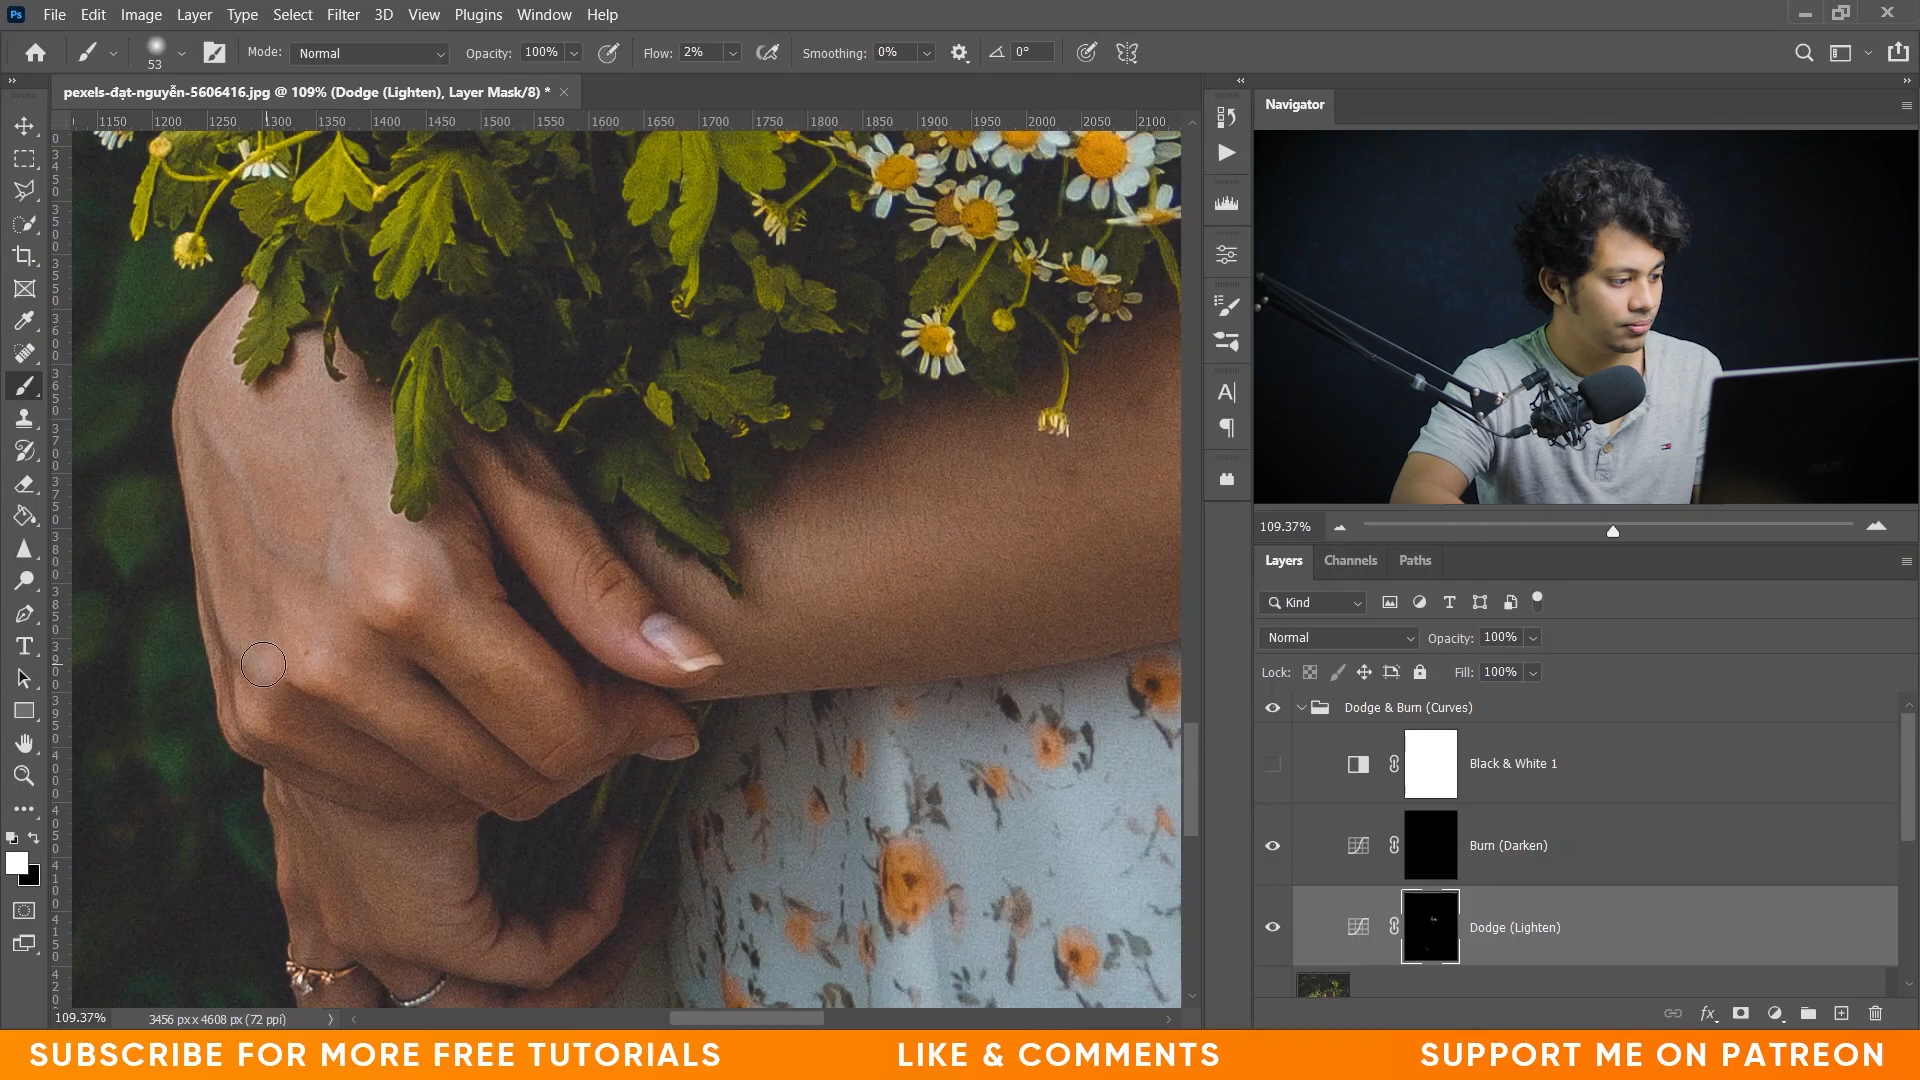 Ps File Edit Image Layer Type Select Filter 3D View Plugins Window Help
53 Mode: Normal Opacity: 100% Flow: 2% Smoothing: 0% 0°
pexels-đạt-nguyễn-5606416.jpg @ 109% (Dodge (Lighten), Layer Mask/8) *
1150 1200 1250 1300 1350 1400 1450 1500 1550 1600 1650 1700 1750 1800 1850 1900 1950 2000 2050 2100
Navigator
109.37%
Layers Channels Paths
Kind
Normal Opacity: 100%
Lock: Fill: 100%
Dodge & Burn (Curves)
Black & White 1
Burn (Darken)
Dodge (Lighten)
fx
109.37% 3456 px x 4608 px (72 ppi)
SUBSCRIBE FOR MORE FREE TUTORIALS LIKE & COMMENTS SUPPORT ME ON PATREON